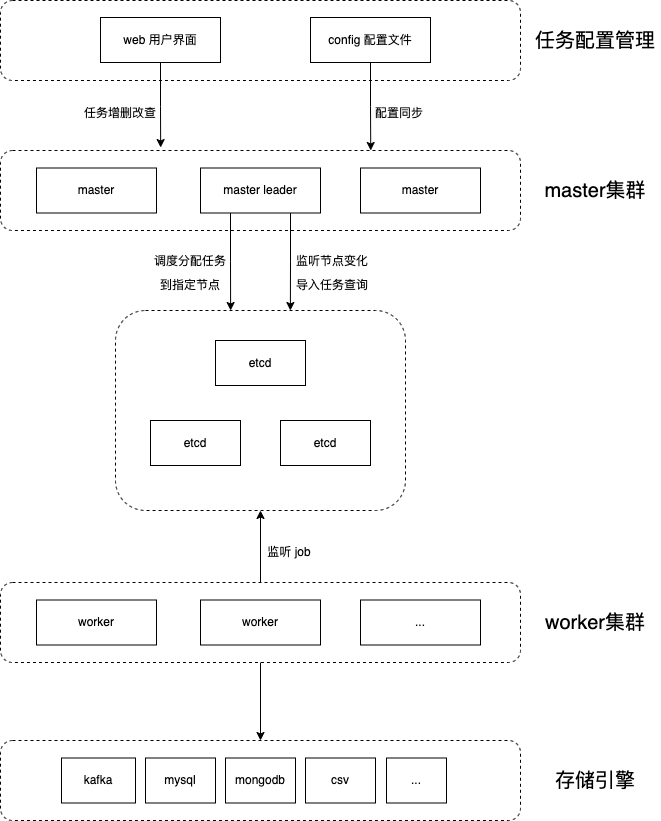 web 用户界面
config 配置文件
任务配置管理
任务增删改查
配置同步
master
master leader
master
master集群
调度分配任务
到指定节点
监听节点变化
导入任务查询
etcd
etcd
etcd
监听 job
worker
worker
...
worker集群
kafka
mysql
mongodb
csv
...
存储引擎